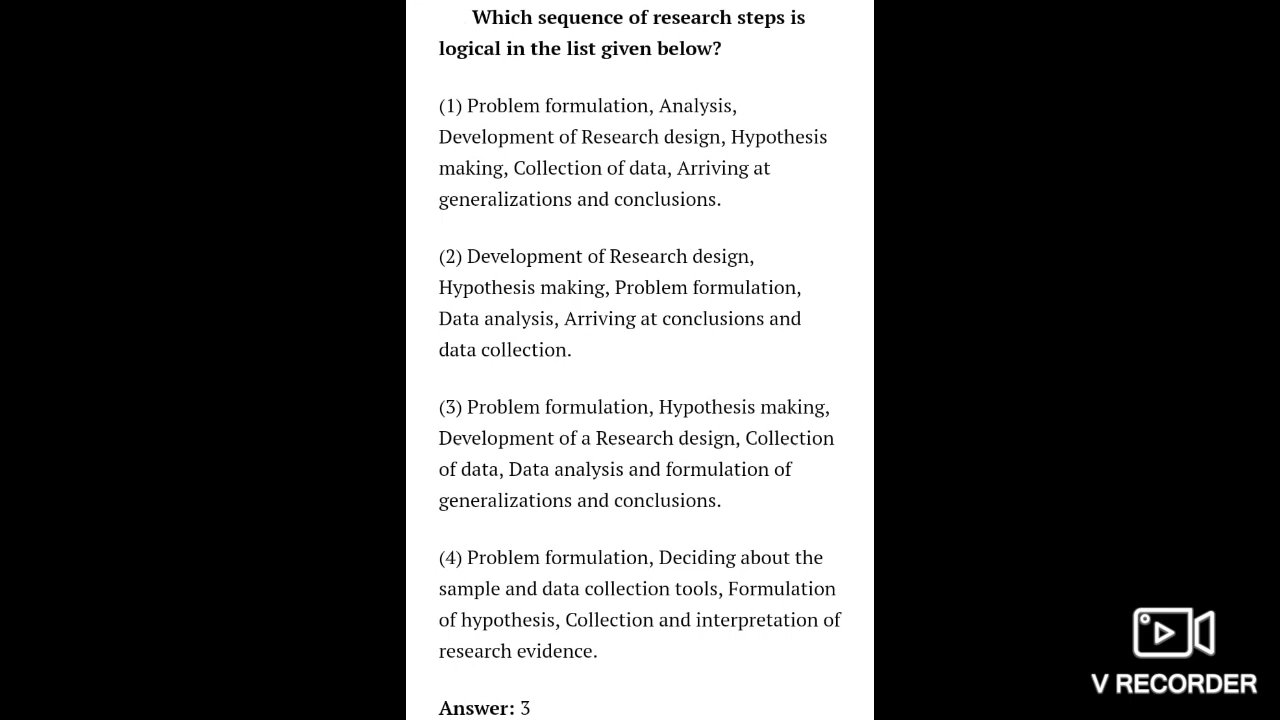 Which sequence of research steps is
logical in the list given below?
(1) Problem formulation, Analysis,
Development of Research design, Hypothesis
making, Collection of data, Arriving at
generalizations and conclusions.
(2) Development of Research design,
Hypothesis making, Problem formulation,
Data analysis, Arriving at conclusions and
data collection.
(3) Problem formulation, Hypothesis making,
Development of a Research design, Collection
of data, Data analysis and formulation of
generalizations and conclusions.
(4) Problem formulation, Deciding about the
sample and data collection tools, Formulation
of hypothesis, Collection and interpretation of
research evidence.
Answer: 3
V RECORDER